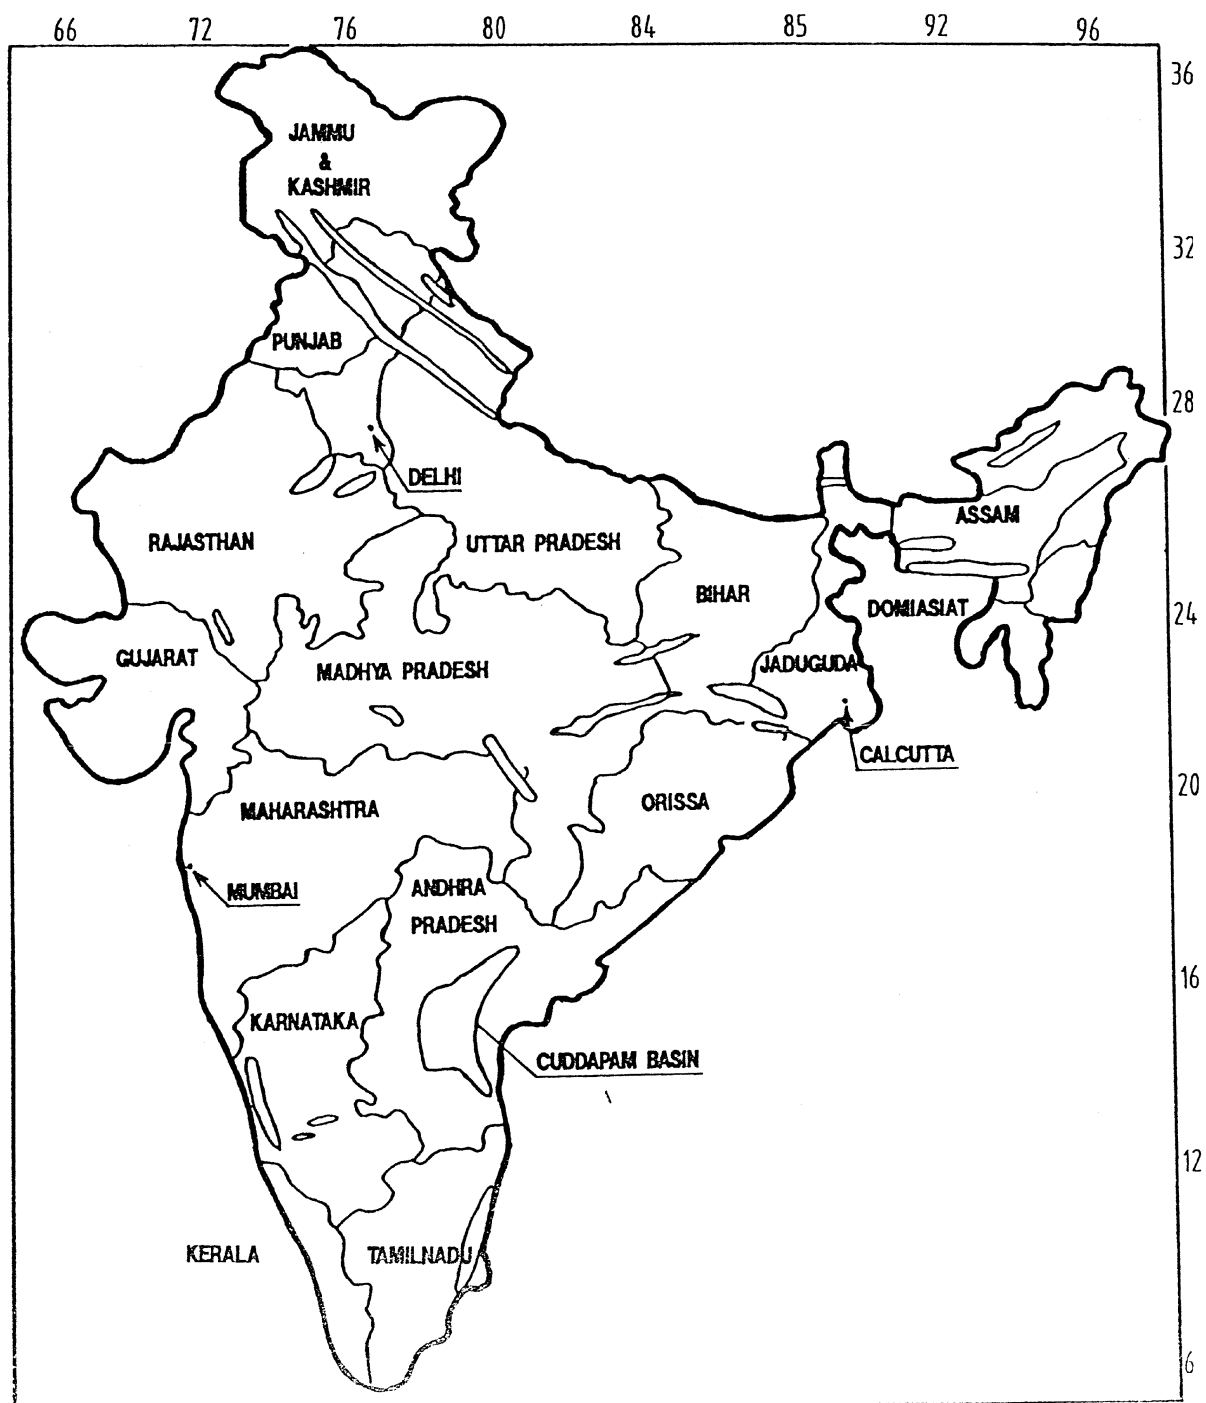 66 72 76 80 84 85 92 96
36
JAMMU
&
KASHMIR
32
PUNJAB
28
DELHI
RAJASTHAN
UTTAR PRADESH
ASSAM
BIHAR
DOMIASIAT
24
GUJARAT
MADHYA PRADESH
JADUGUDA
CALCUTTA
20
MAHARASHTRA
ORISSA
MUMBAI
ANDHRA
PRADESH
16
KARNATAKA
CUDDAPAM BASIN
12
KERALA
TAMILNADU
6